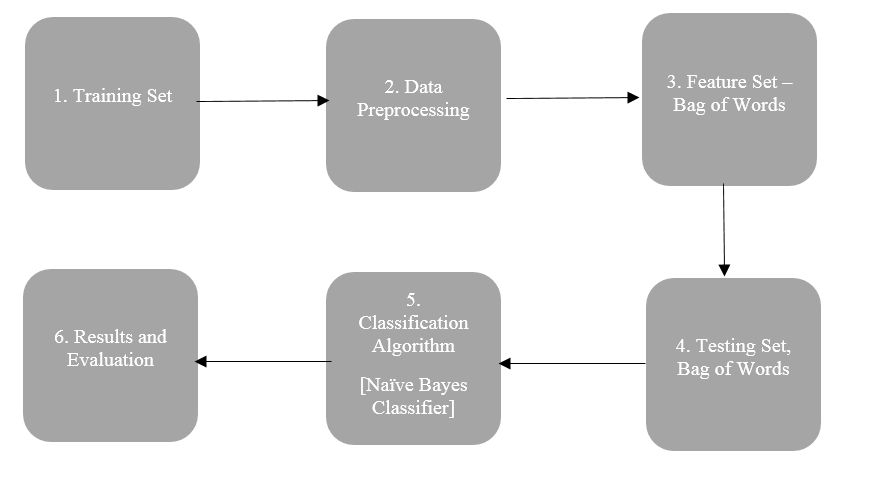 1. Training Set
2. Data
Preprocessing
3. Feature Set –
Bag of Words
4. Testing Set,
Bag of Words
5.
Classification
Algorithm
[Naïve Bayes
Classifier]
6. Results and
Evaluation